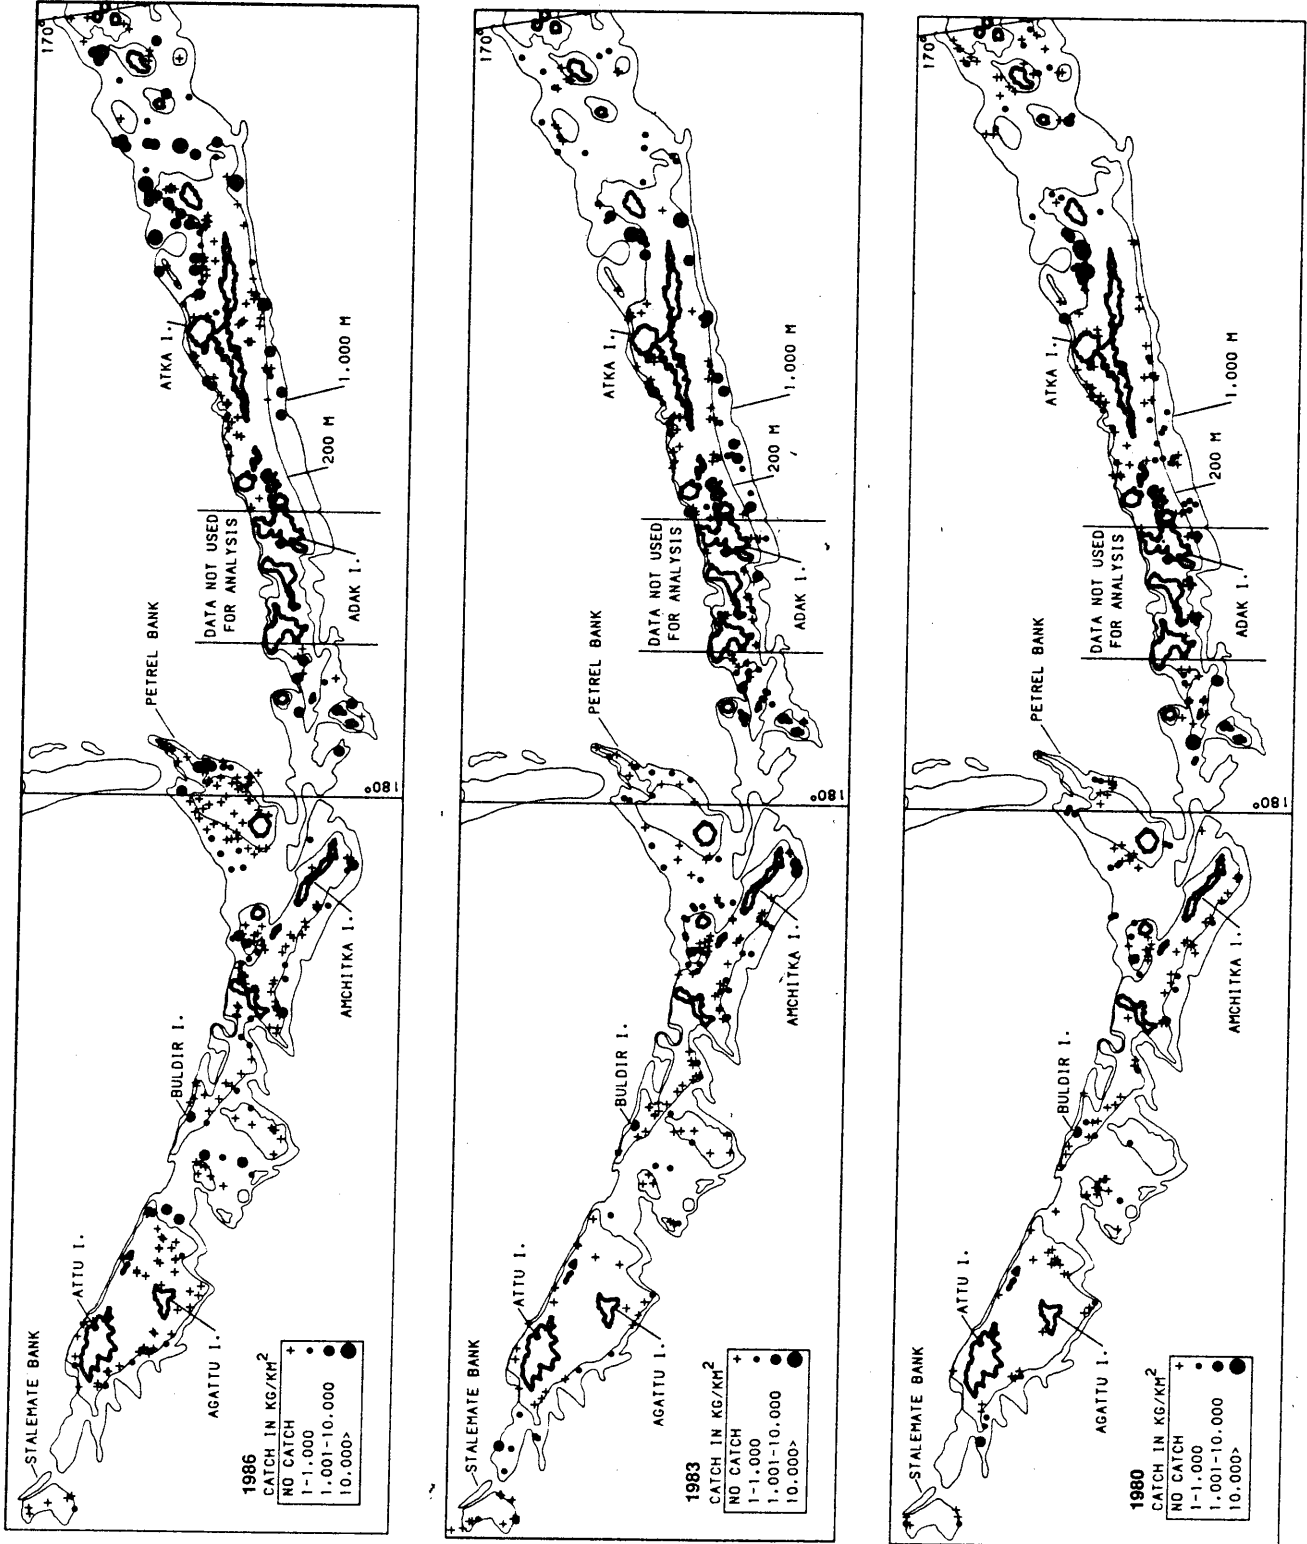 STALEMATE BANK
ATTU I.
AGATTU I.
BULDIR I.
AMCHITKA I.
PETREL BANK
180°
DATA NOT USED
FOR ANALYSIS
ADAK I.
ATKA I.
200 M
1.000 M
170°
1986
CATCH IN KG/KM²
NO CATCH +
1-1.000
1.001-10.000
10.000>
STALEMATE BANK
ATTU I.
AGATTU I.
BULDIR I.
AMCHITKA I.
PETREL BANK
180°
DATA NOT USED
FOR ANALYSIS
ADAK I.
ATKA I.
200 M
1.000 M
170°
1983
CATCH IN KG/KM²
NO CATCH +
1-1.000
1.001-10.000
10.000>
STALEMATE BANK
ATTU I.
AGATTU I.
BULDIR I.
AMCHITKA I.
PETREL BANK
180°
DATA NOT USED
FOR ANALYSIS
ADAK I.
ATKA I.
200 M
1.000 M
170°
1980
CATCH IN KG/KM²
NO CATCH +
1-1.000
1.001-10.000
10.000>